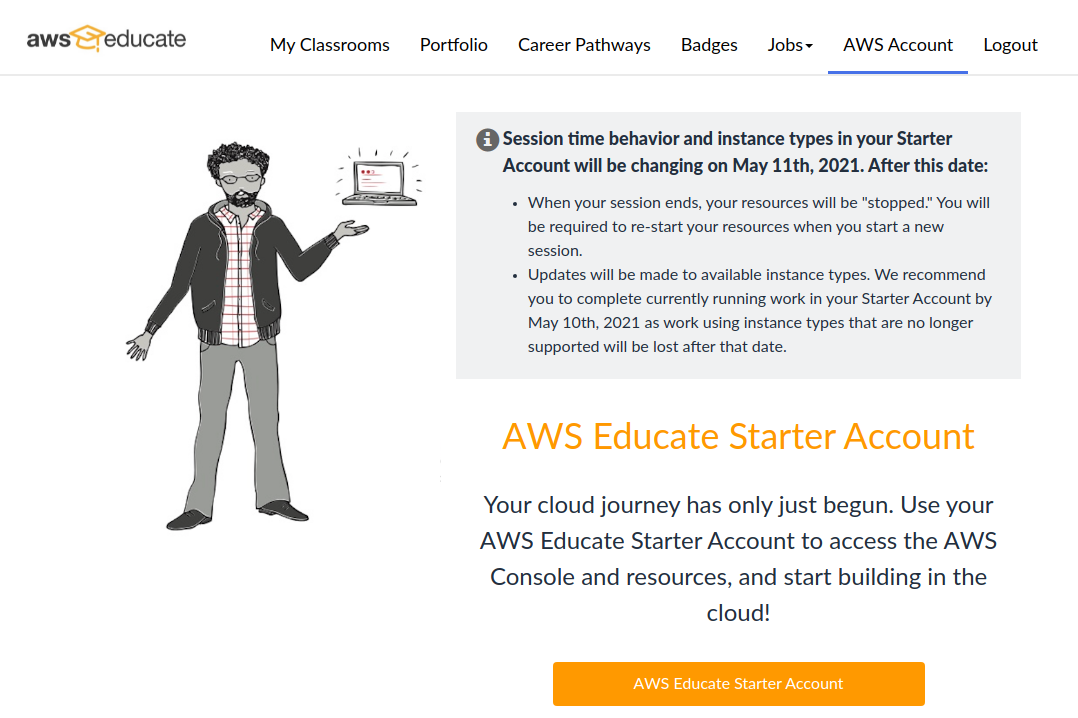 aws educate
My Classrooms Portfolio Career Pathways Badges Jobs AWS Account Logout
Session time behavior and instance types in your Starter
Account will be changing on May 11th, 2021. After this date:
• When your session ends, your resources will be "stopped." You will
be required to re-start your resources when you start a new
session.
• Updates will be made to available instance types. We recommend
you to complete currently running work in your Starter Account by
May 10th, 2021 as work using instance types that are no longer
supported will be lost after that date.
AWS Educate Starter Account
Your cloud journey has only just begun. Use your
AWS Educate Starter Account to access the AWS
Console and resources, and start building in the
cloud!
AWS Educate Starter Account